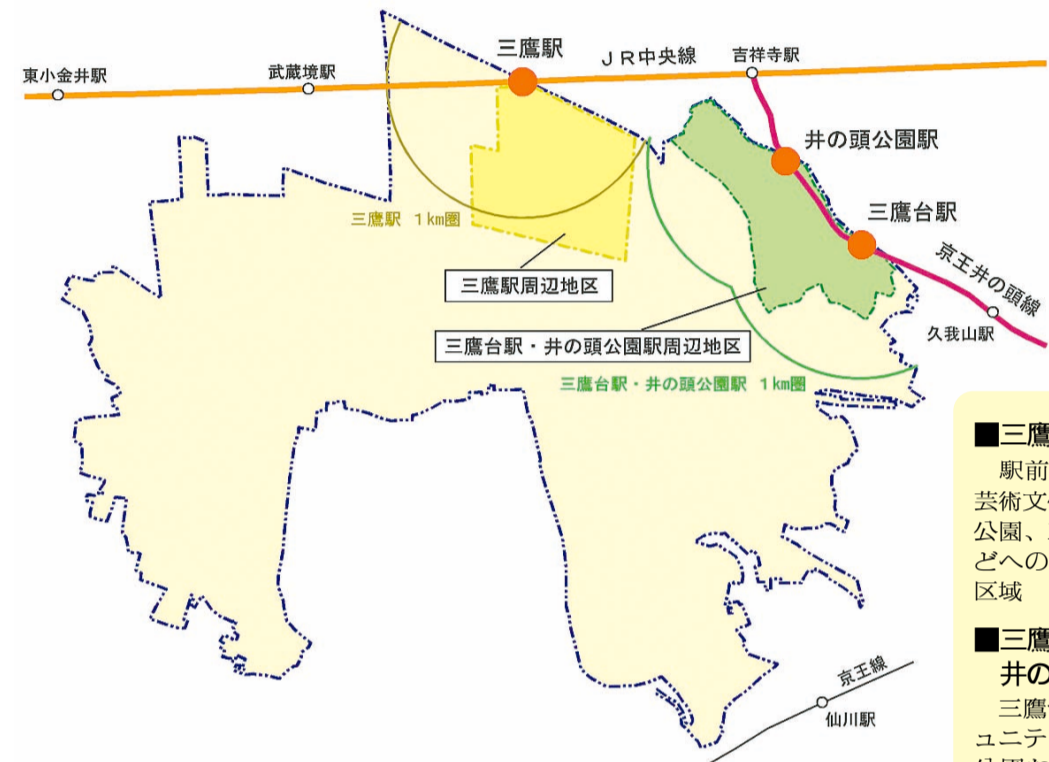 三鷹駅
JR中央線
吉祥寺駅
東小金井駅
武蔵境駅
井の頭公園駅
三鷹台駅
三鷹駅 1km圏
京王井の頭線
三鷹駅周辺地区
久我山駅
三鷹台駅・井の頭公園駅周辺地区
三鷹台駅・井の頭公園駅 1km圏
京王線
仙川駅
■三鷹
駅前
芸術文
公園、
どへの
区域
■三鷹
井の
三鷹
ュニテ